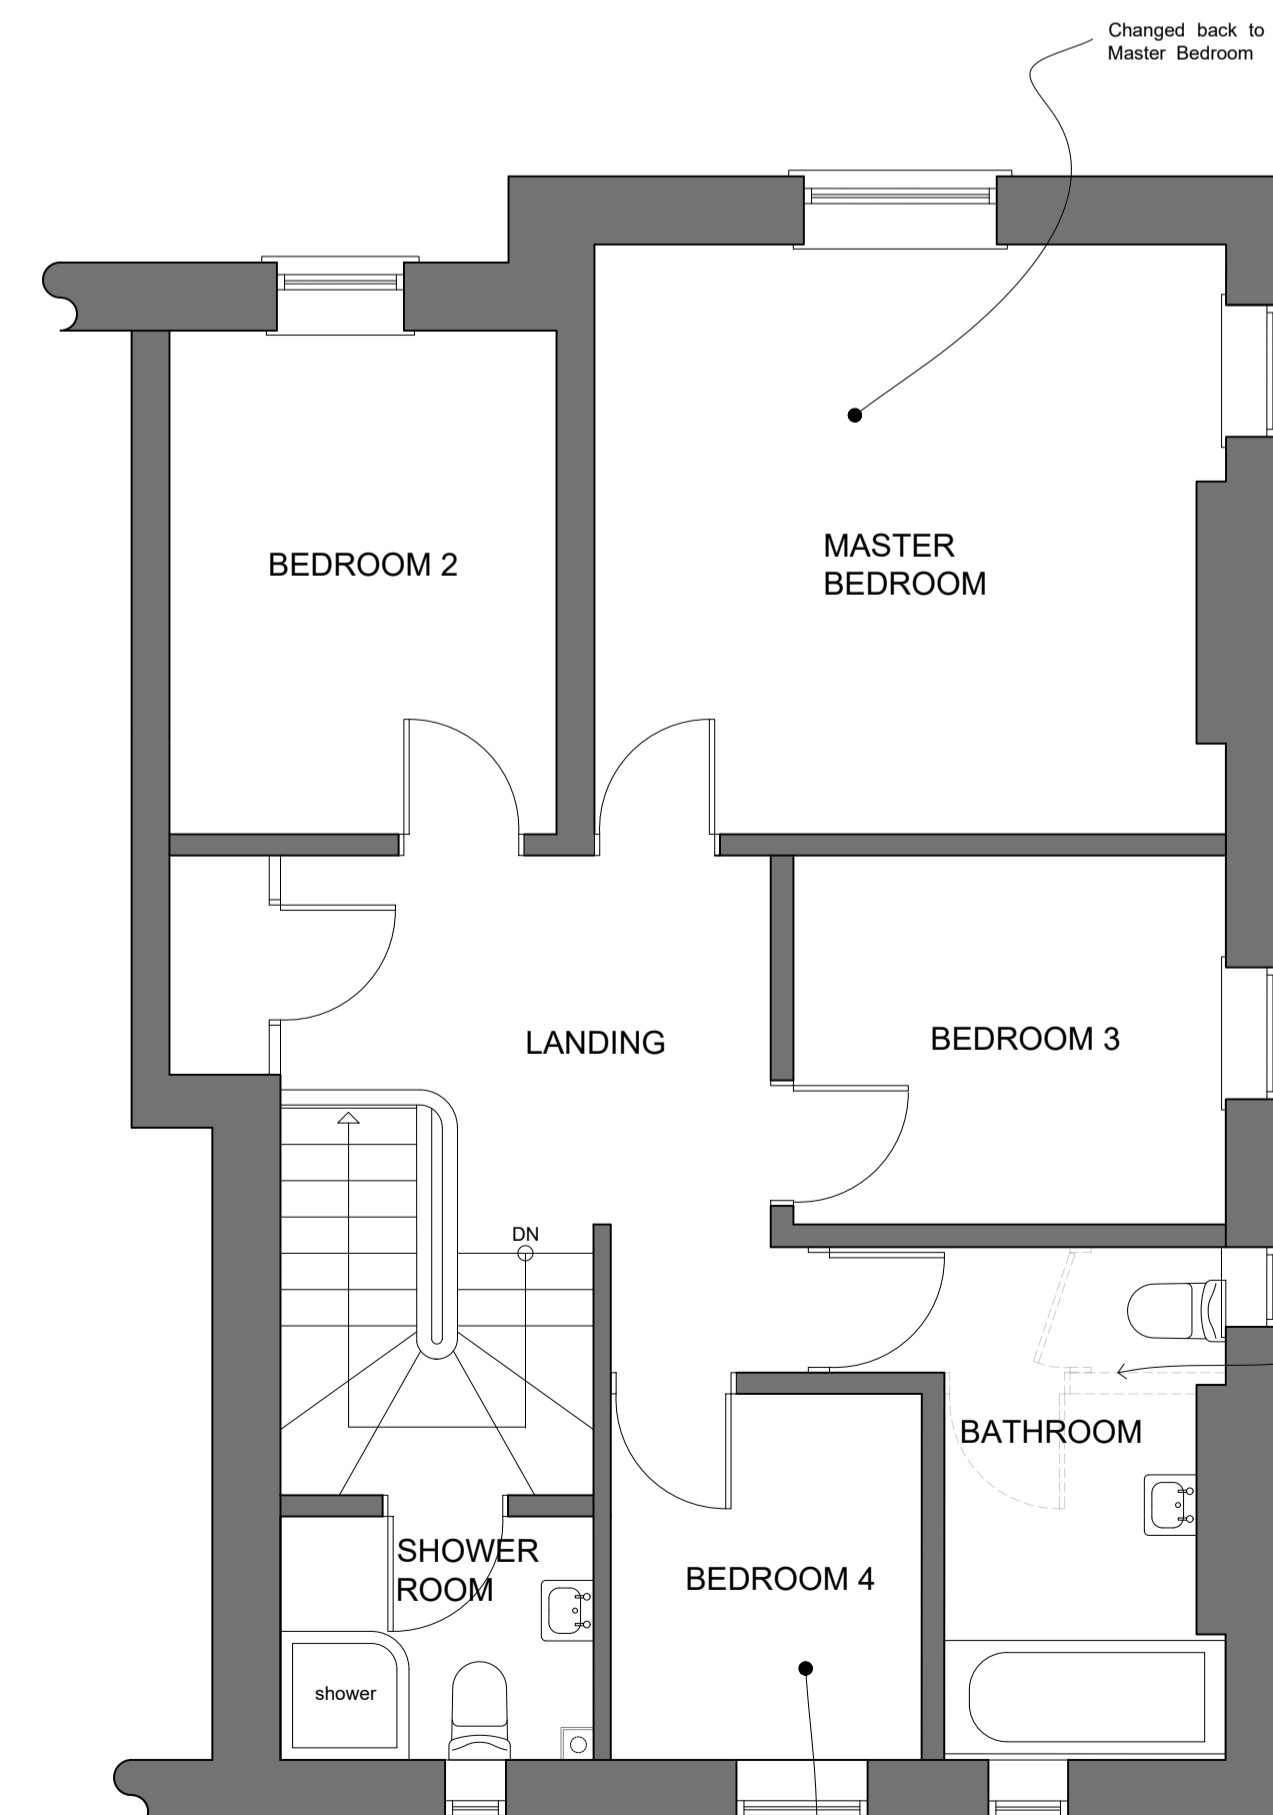 Changed back to
Master Bedroom
MASTER
BEDROOM
BEDROOM 2
LANDING
BEDROOM 3
DN
BATHROOM
SHOWER
ROOM
BEDROOM 4
shower